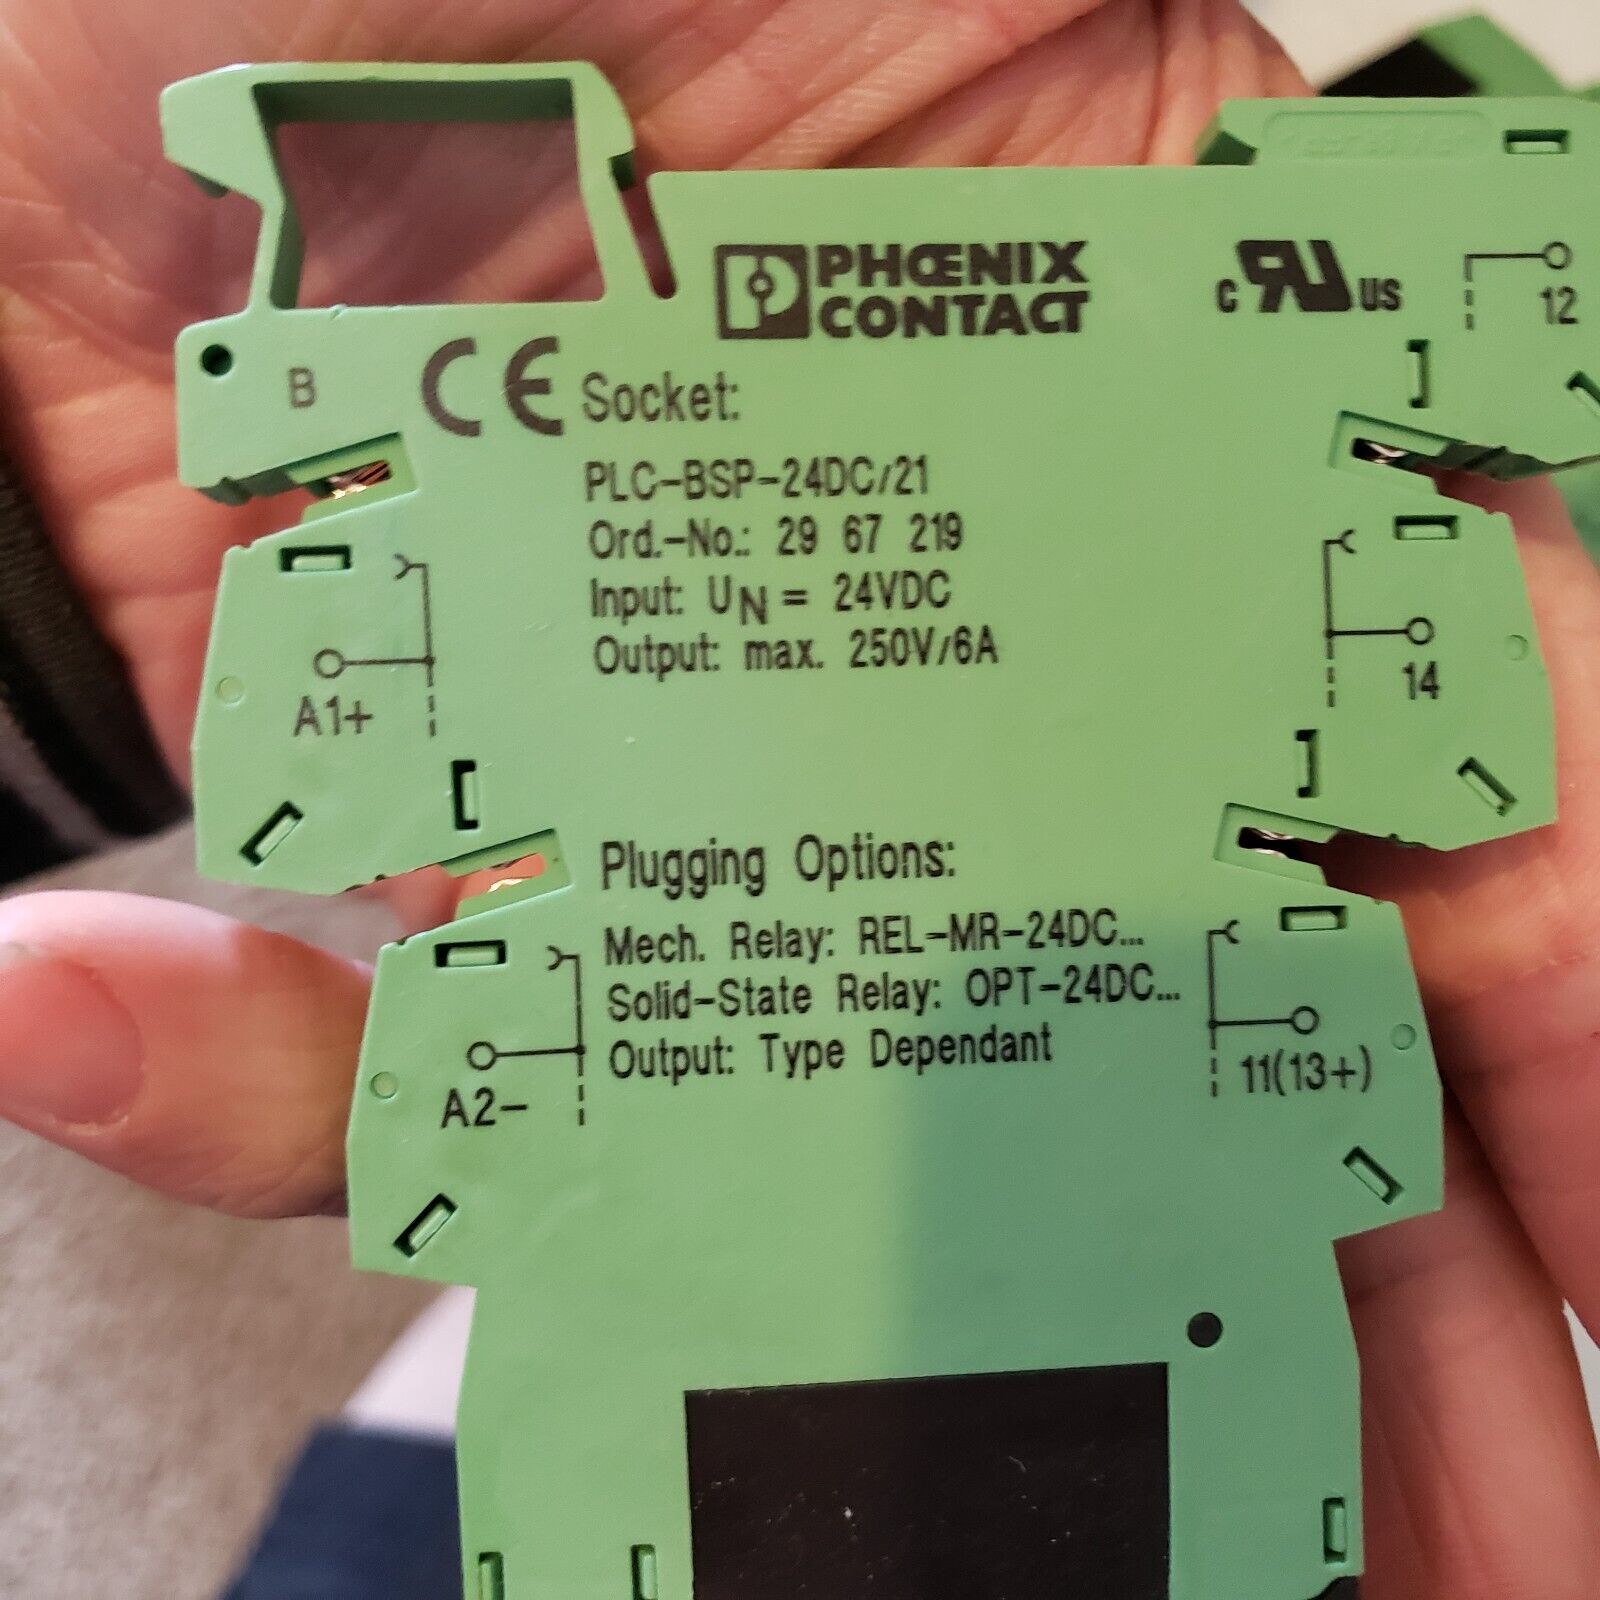 PHŒNIX
CONTACT
c RU US
12
B
CE
Socket:
PLC-BSP-24DC/21
Ord.-No.: 29 67 219
Input: UN = 24VDC
Output: max. 250V/6A
A1+
14
Plugging Options:
Mech. Relay: REL-MR-24DC...
Solid-State Relay: OPT-24DC...
Output: Type Dependant
A2-
11(13+)